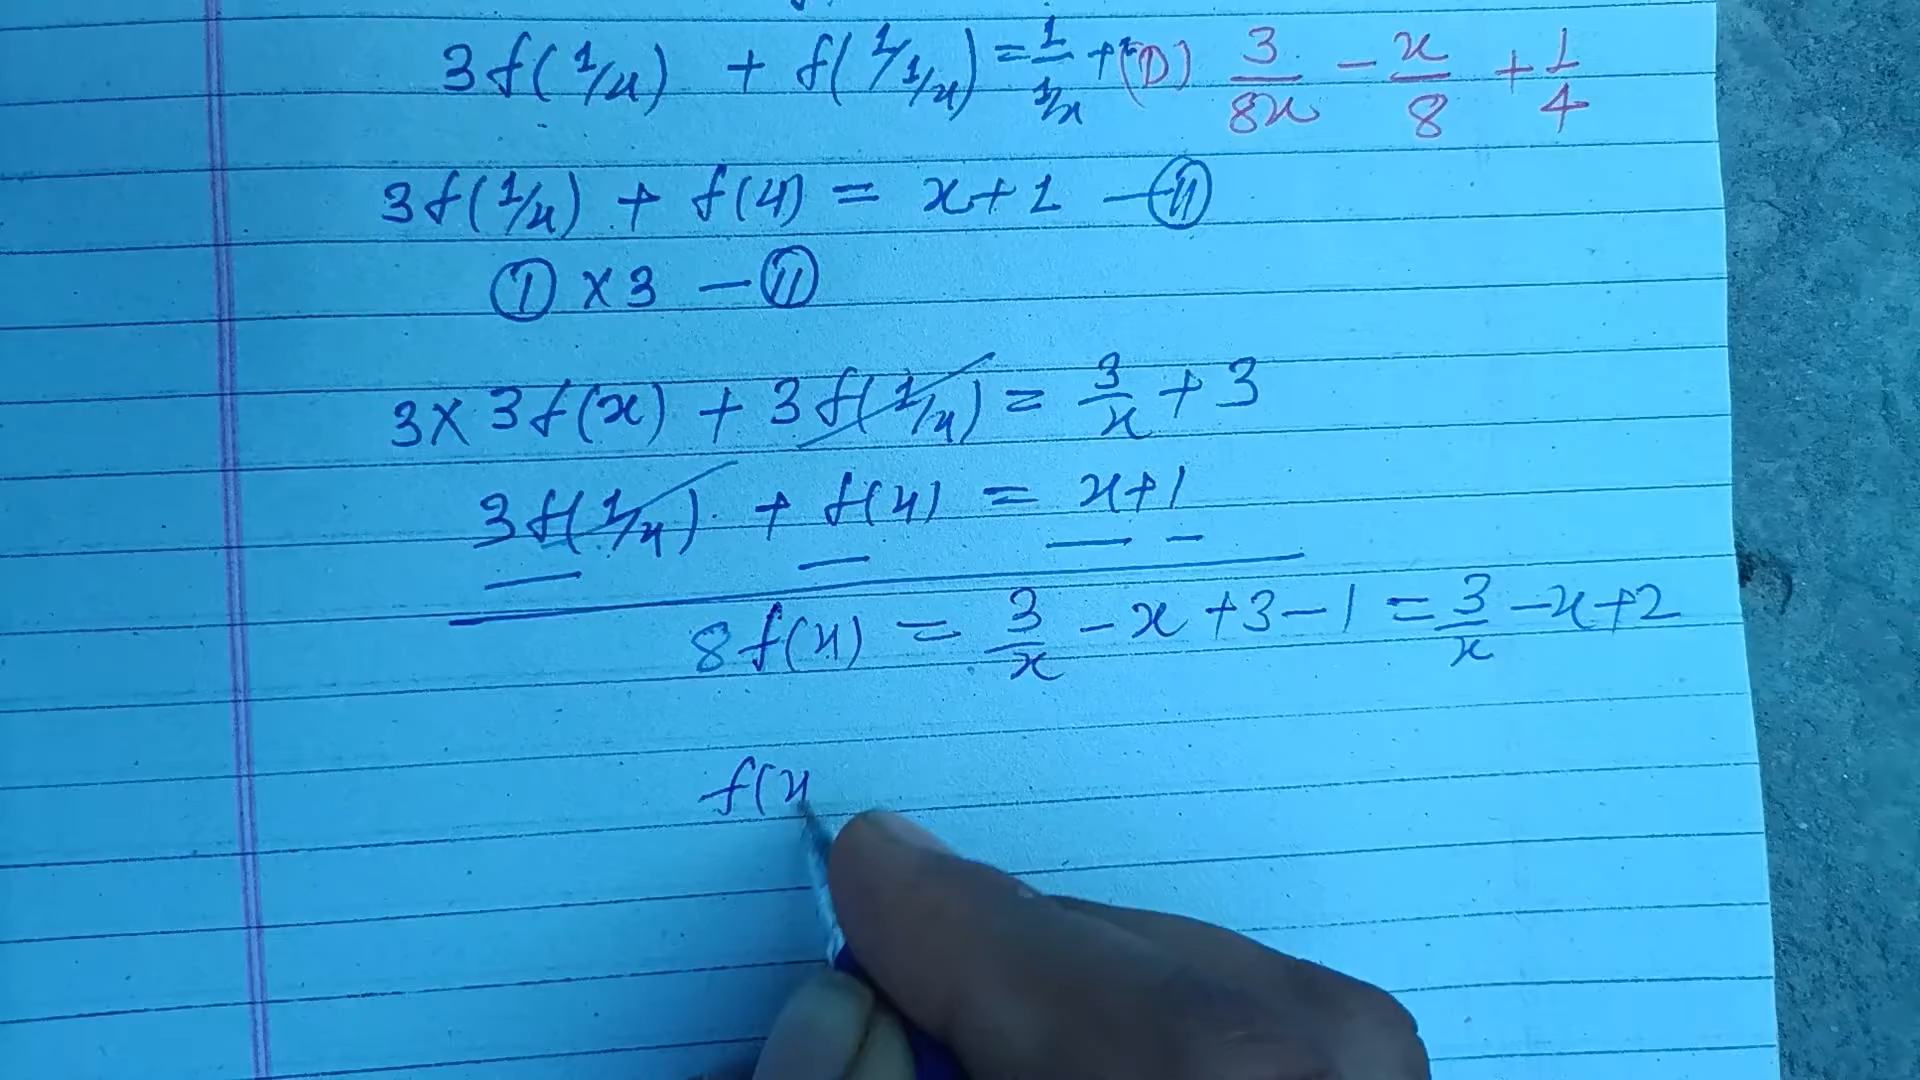 3f(1/x) + f(1/1/x) = 1/1/x + 1
(D) 3/8x - x/8 + 1/4
3f(1/x) + f(x) = x+1 — (II)
(I) × 3 — (II)
3× 3f(x) + 3f(1/x) = 3/x + 3
3f(1/x) + f(x) = x+1
8f(x) = 3/x - x + 3 - 1 = 3/x - x + 2
f(x